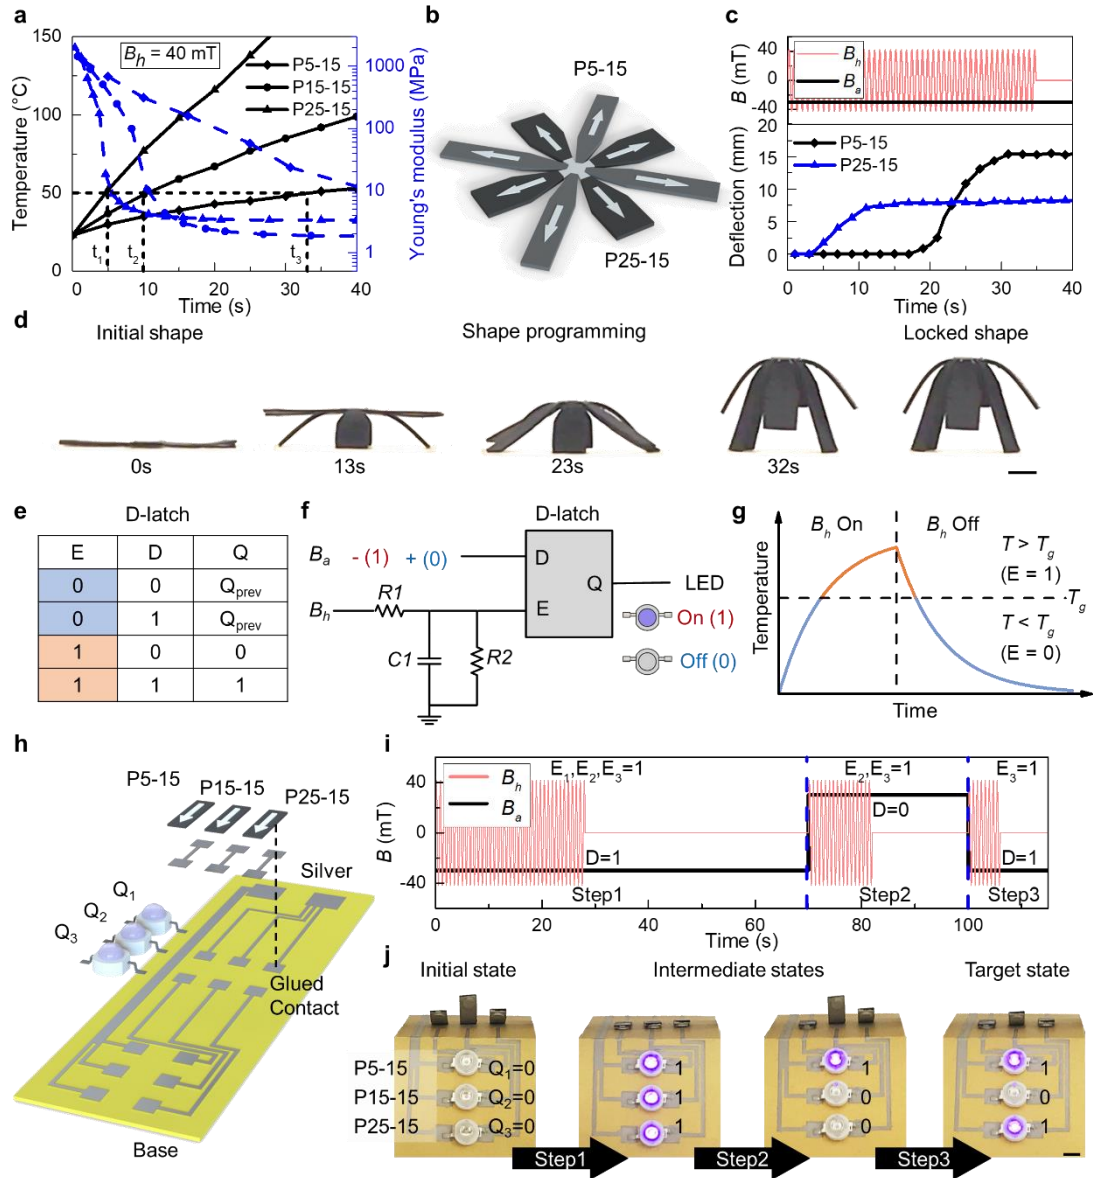 a
150
100
50
0
Temperature (°C)
B_h = 40 mT
P5-15
P15-15
P25-15
t₁
t₂
t₃
0
10
20
30
40
Time (s)
1000
100
10
1
Young's modulus (MPa)
b
P5-15
P25-15
c
40
0
-40
B (mT)
B_h
B_a
20
15
10
5
0
Deflection (mm)
P5-15
P25-15
0
10
20
30
40
Time (s)
d
Initial shape
Shape programming
Locked shape
0s
13s
23s
32s
e
D-latch
E D Q
0 0 Q_prev
0 1 Q_prev
1 0 0
1 1 1
f
D-latch
B_a - (1) + (0)
D
Q
E
B_h
R1
C1
R2
LED
On (1)
Off (0)
g
B_h On
B_h Off
T > T_g
(E = 1)
T_g
T < T_g
(E = 0)
Temperature
Time
h
P5-15
P15-15
P25-15
Silver
Q₁
Q₂
Q₃
Glued
Contact
Base
i
40
0
-40
B (mT)
B_h
B_a
E₁,E₂,E₃=1
E₂,E₃=1
E₃=1
D=1
D=0
D=1
Step1
Step2
Step3
0
20
40
60
80
100
Time (s)
j
Initial state
Intermediate states
Target state
P5-15
Q₁=0
1
1
1
P15-15
Q₂=0
1
0
0
P25-15
Q₃=0
1
0
1
Step1
Step2
Step3